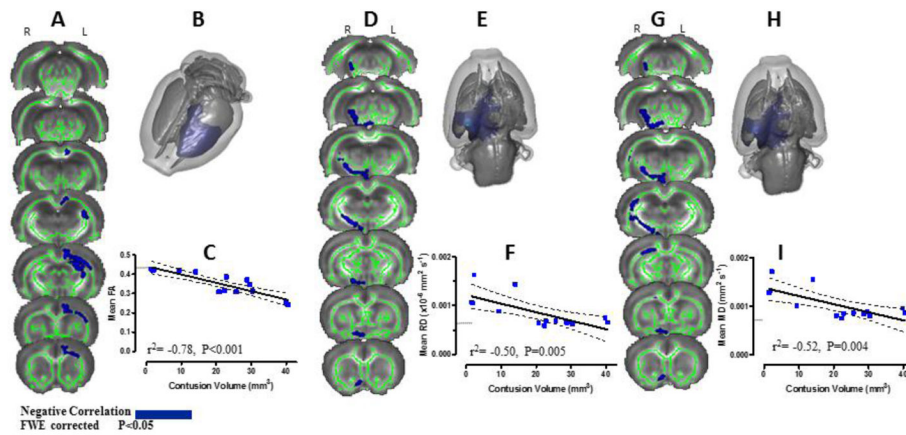 A
R L
B
C
Mean FA
0.5
0.4
0.3
0.2
0.1
0.0
r²= -0.78, P<0.001
0 10 20 30 40
Contusion Volume (mm³)
Negative Correlation
FWE corrected P<0.05
D
R L
E
F
Mean RD (x10⁻⁶ mm² s⁻¹)
0.002
0.001
0.000
r²= -0.50, P=0.005
0 10 20 30 40
Contusion Volume (mm³)
G
R L
H
I
Mean MD (mm² s⁻¹)
0.002
0.001
0.000
r²= -0.52, P=0.004
0 10 20 30 40
Contusion Volume (mm³)